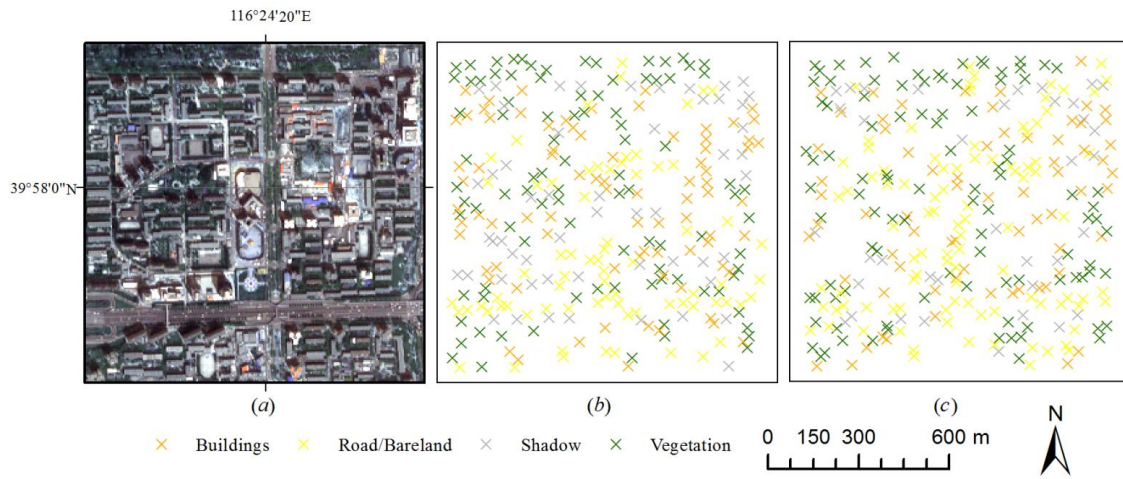 116°24'20"E
39°58'0"N
(a)
(b)
(c)
Buildings
Road/Bareland
Shadow
Vegetation
0 150 300 600 m
N